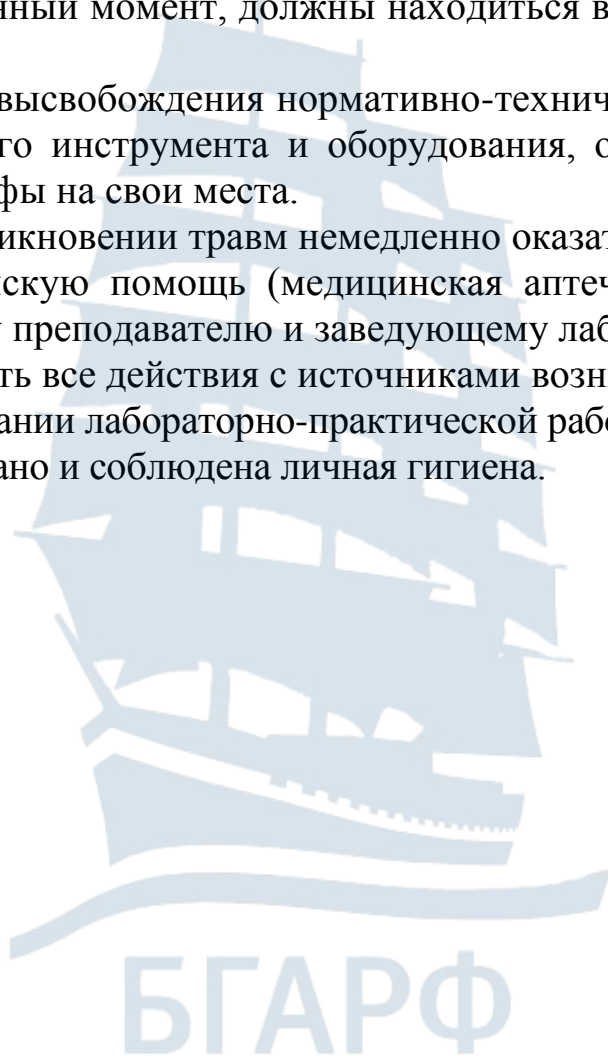 нный момент, должны находиться в
высвобождения нормативно-технич
го инструмента и оборудования, о
фы на свои места.
икновении травм немедленно оказат
нскую помощь (медицинская аптеч
у преподавателю и заведующему лаб
ть все действия с источниками возн
ании лабораторно-практической рабо
ано и соблюдена личная гигиена.
БГАРФ